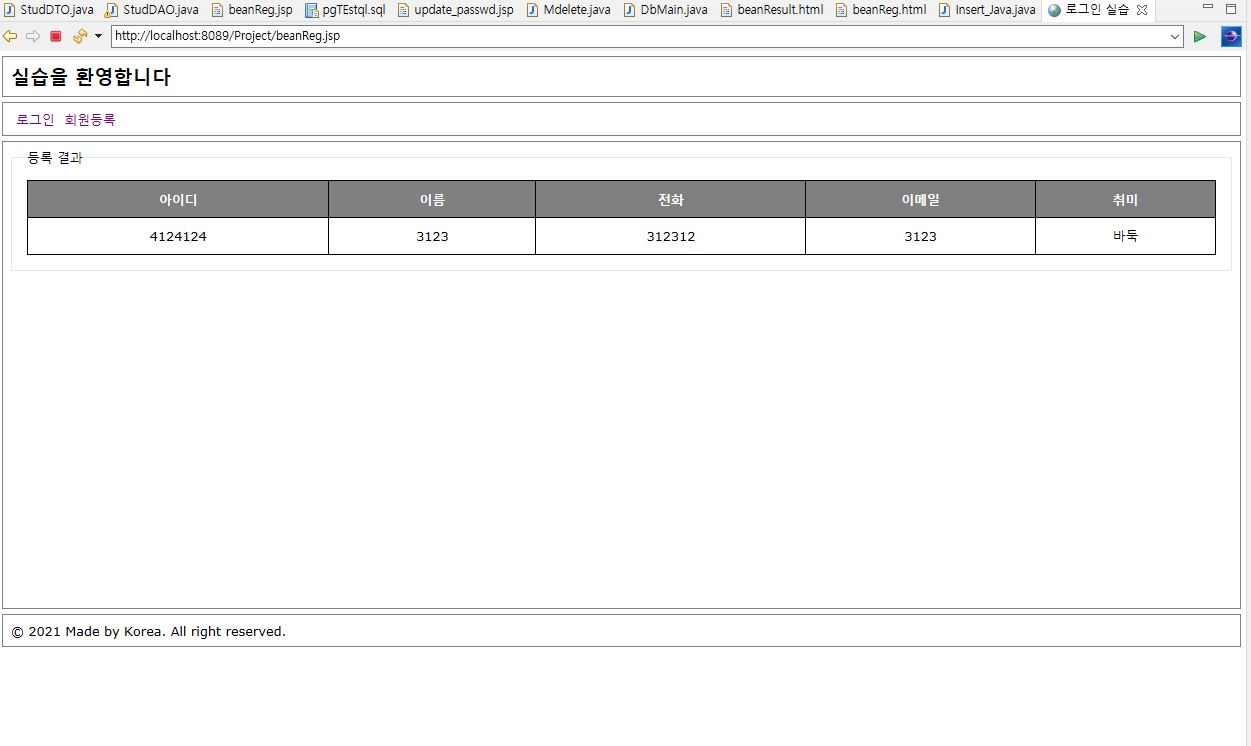 StudDTO.java StudDAO.java beanReg.jsp pgTEstql.sql update_passwd.jsp Mdelete.java DbMain.java beanResult.html beanReg.html Insert_Java.java 로그인 실습
http://localhost:8089/Project/beanReg.jsp
실습을 환영합니다
로그인 회원등록
등록 결과
아이디 이름 전화 이메일 취미
4124124 3123 312312 3123 바둑
© 2021 Made by Korea. All right reserved.